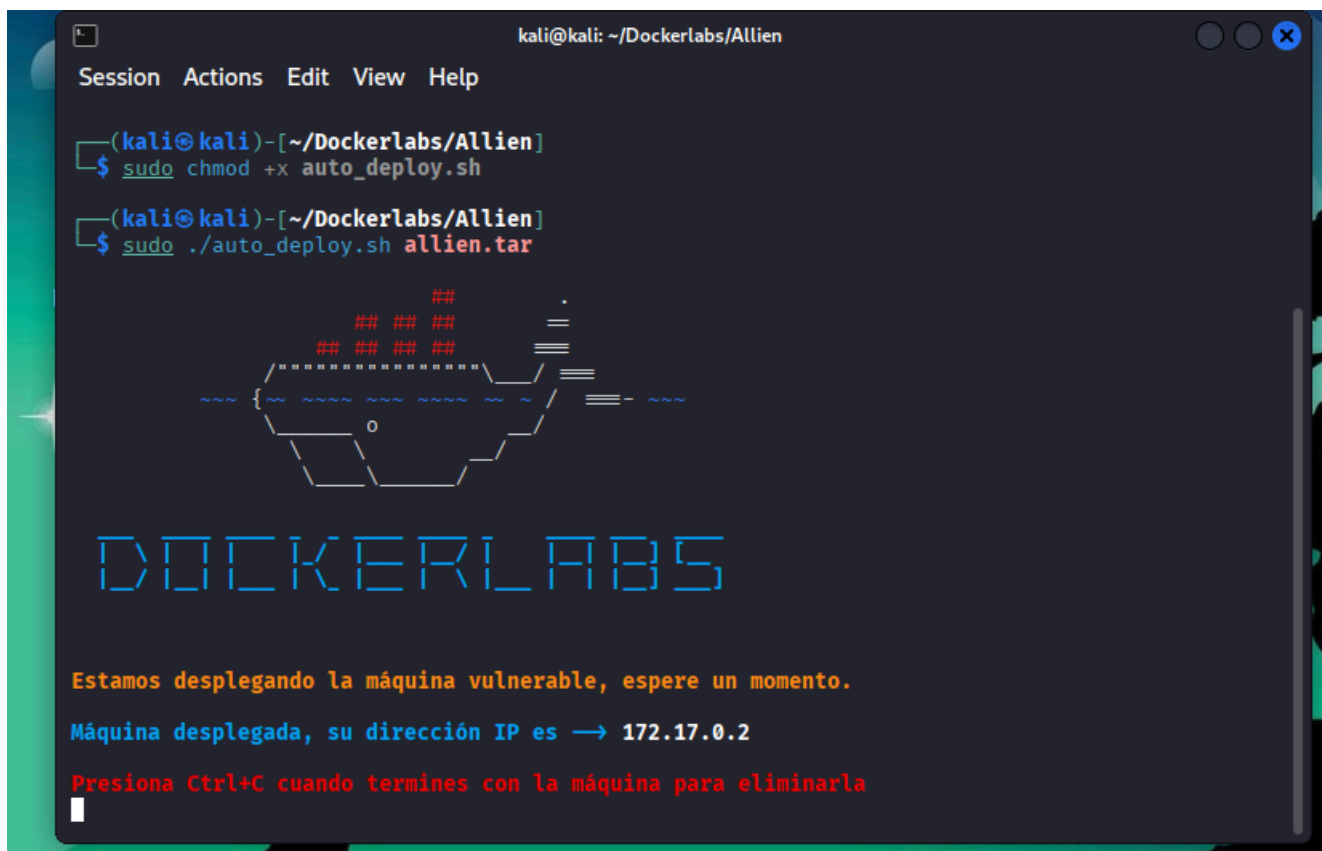 kali@kali: ~/Dockerlabs/Allien
Session Actions Edit View Help
┌──(kali㉿kali)-[~/Dockerlabs/Allien]
└─$ sudo chmod +x auto_deploy.sh
┌──(kali㉿kali)-[~/Dockerlabs/Allien]
└─$ sudo ./auto_deploy.sh allien.tar
DOCKERLABS
Estamos desplegando la máquina vulnerable, espere un momento.
Máquina desplegada, su dirección IP es ⟶ 172.17.0.2
Presiona Ctrl+C cuando termines con la máquina para eliminarla